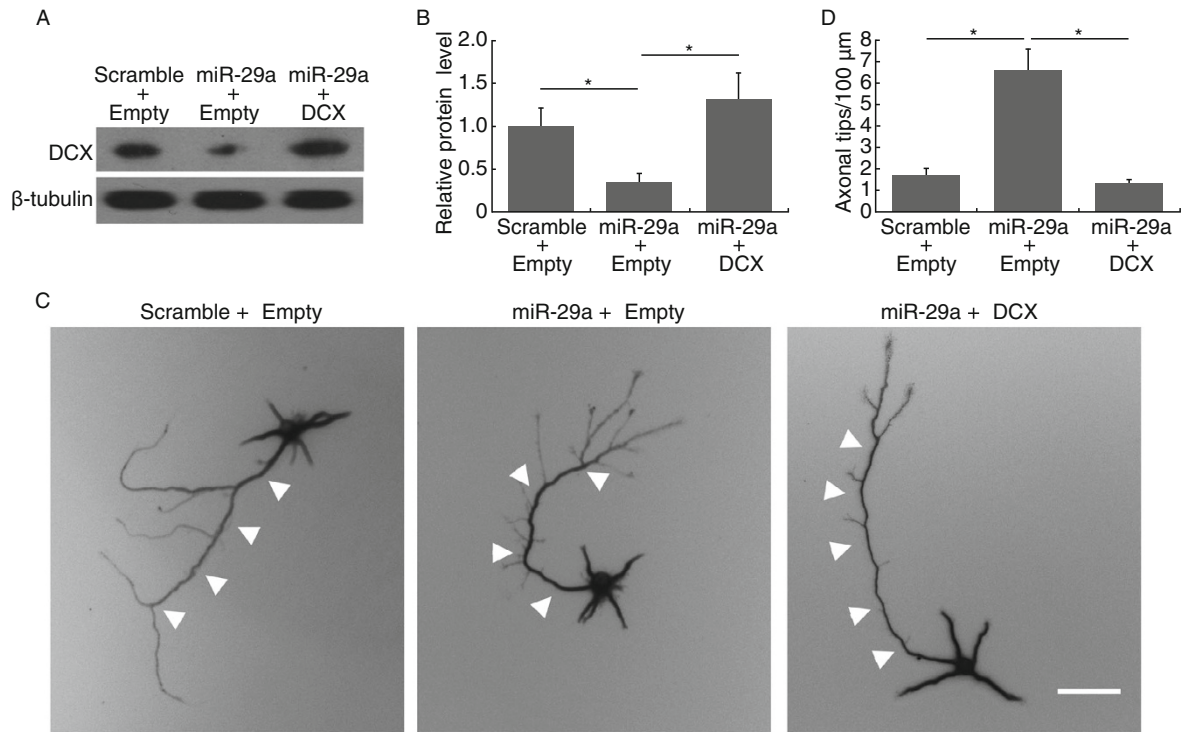 A
Scramble
+
Empty
miR-29a
+
Empty
miR-29a
+
DCX
DCX
β-tubulin
B
Relative protein level
2.0
1.5
1.0
0.5
0
*
*
Scramble
+
Empty
miR-29a
+
Empty
miR-29a
+
DCX
D
Axonal tips/100 µm
8
7
6
5
4
3
2
1
0
*
*
Scramble
+
Empty
miR-29a
+
Empty
miR-29a
+
DCX
C
Scramble + Empty
miR-29a + Empty
miR-29a + DCX